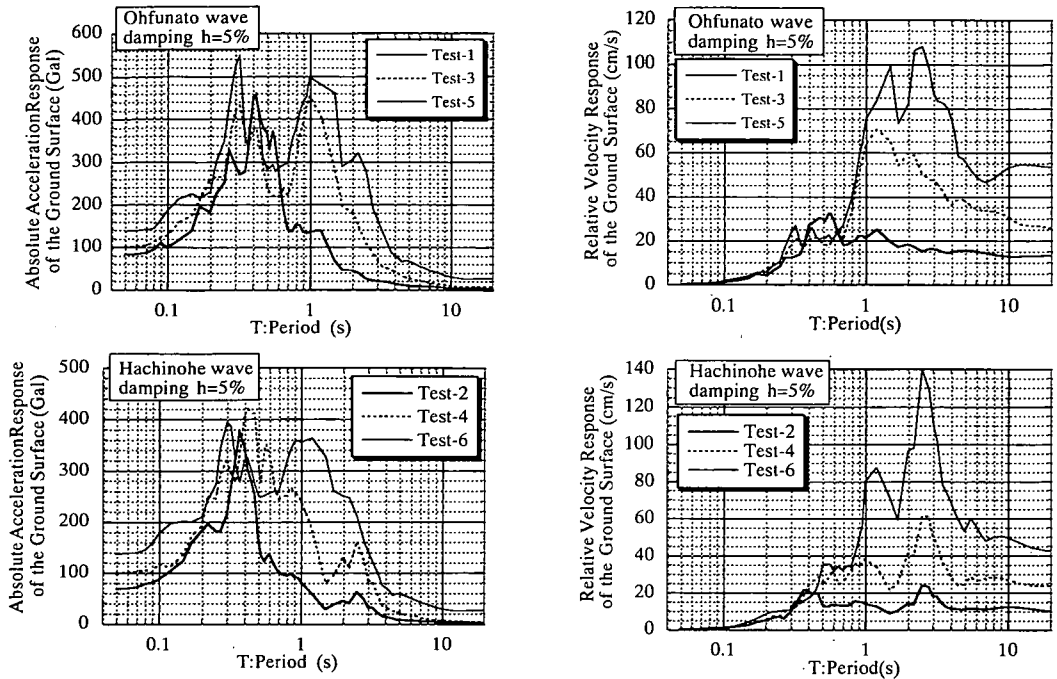 Ohfunato wave
damping h=5%
Absolute AccelerationResponse
of the Ground Surface (Gal)
600
500
400
300
200
100
0
Test-1
Test-3
Test-5
0.1
1
10
T:Period (s)
Ohfunato wave
damping h=5%
Relative Velocity Response
of the Ground Surface (cm/s)
120
100
80
60
40
20
0
Test-1
Test-3
Test-5
0.1
1
10
T:Period(s)
Hachinohe wave
damping h=5%
Absolute AccelerationResponse
of the Ground Surface (Gal)
500
400
300
200
100
0
Test-2
Test-4
Test-6
0.1
1
10
T:Period (s)
Hachinohe wave
damping h=5%
Relative Velocity Response
of the Ground Surface (cm/s)
140
120
100
80
60
40
20
0
Test-2
Test-4
Test-6
0.1
1
10
T:Period(s)